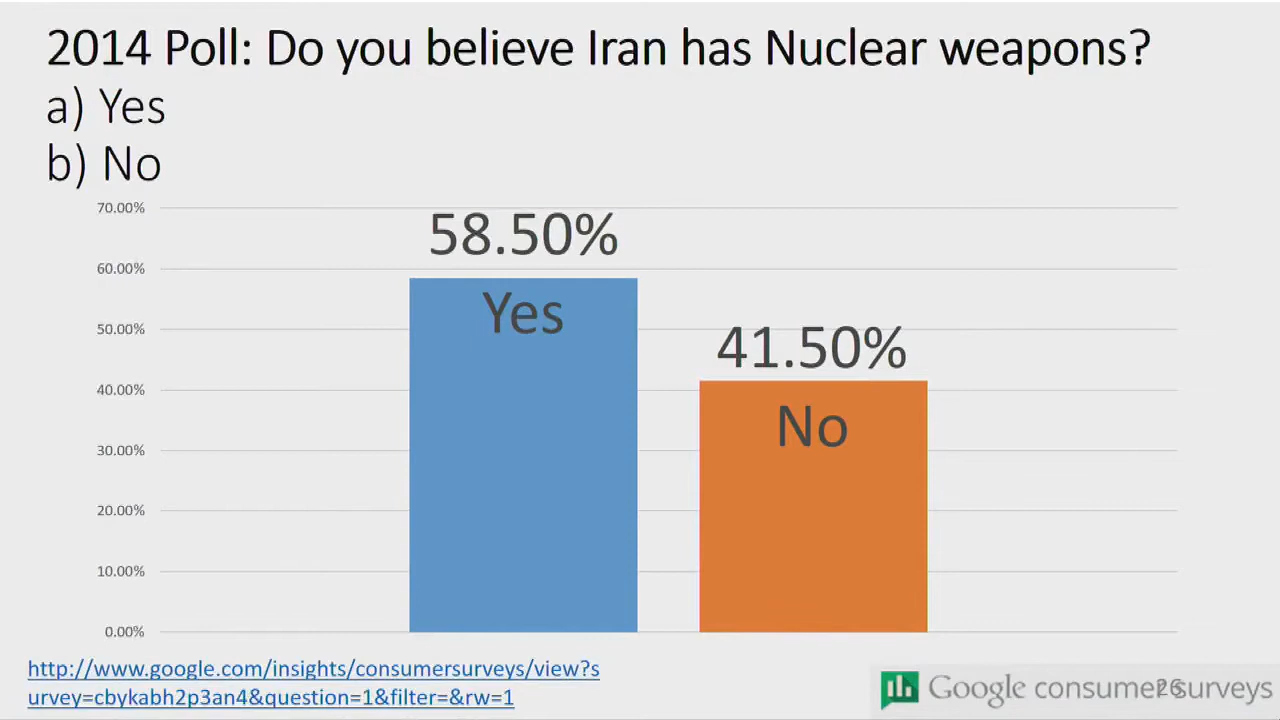 2014 Poll: Do you believe Iran has Nuclear weapons?
a) Yes
b) No
70.00%
58.50%
60.00%
Yes
50.00%
41.50%
40.00%
No
30.00%
20.00%
10.00%
0.00%
http://www.google.com/insights/consumersurveys/view?s
urvey=cbykabh2p3an4&question=1&filter=&rw=1
Google consumer surveys
26